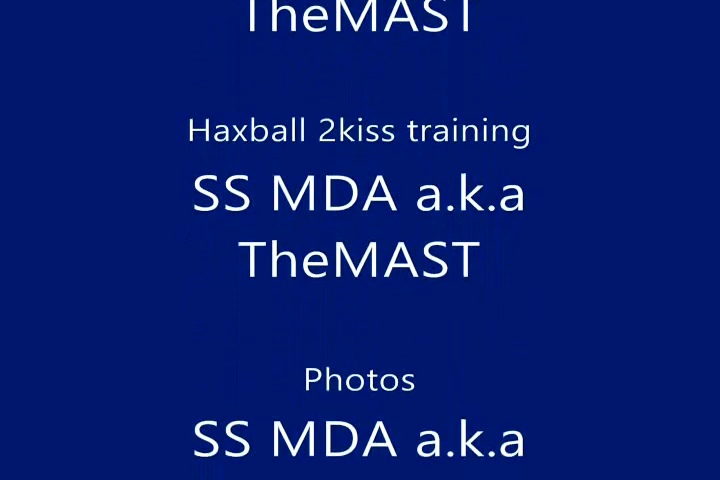 TheMAST
Haxball 2kiss training
SS MDA a.k.a
TheMAST
Photos
SS MDA a.k.a